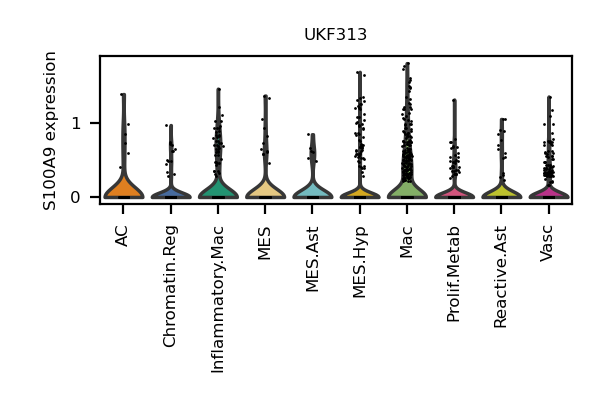 UKF313
S100A9 expression
1
0
AC
Chromatin.Reg
Inflammatory.Mac
MES
MES.Ast
MES.Hyp
Mac
Prolif.Metab
Reactive.Ast
Vasc